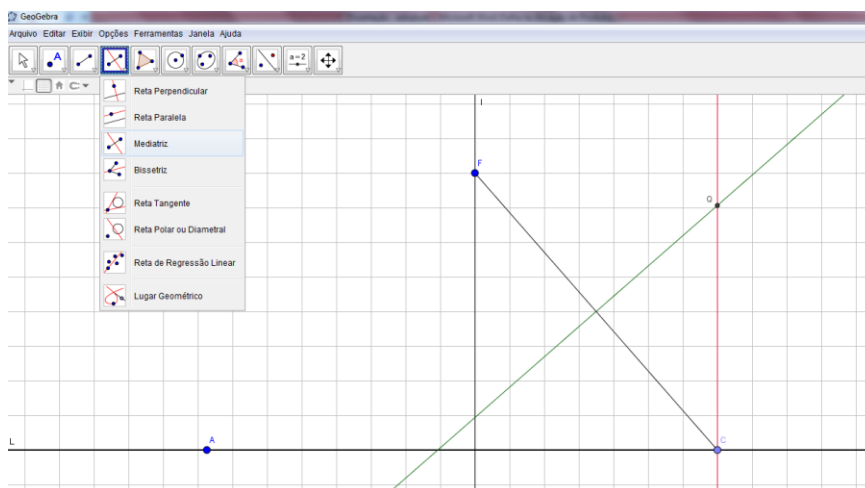 GeoGebra
Arquivo Editar Exibir Opções Ferramentas Janela Ajuda
A
a=2
Reta Perpendicular
Reta Paralela
Mediatriz
Bissetriz
Reta Tangente
Reta Polar ou Diametral
Reta de Regressão Linear
Lugar Geométrico
I
F
Q
L
A
C